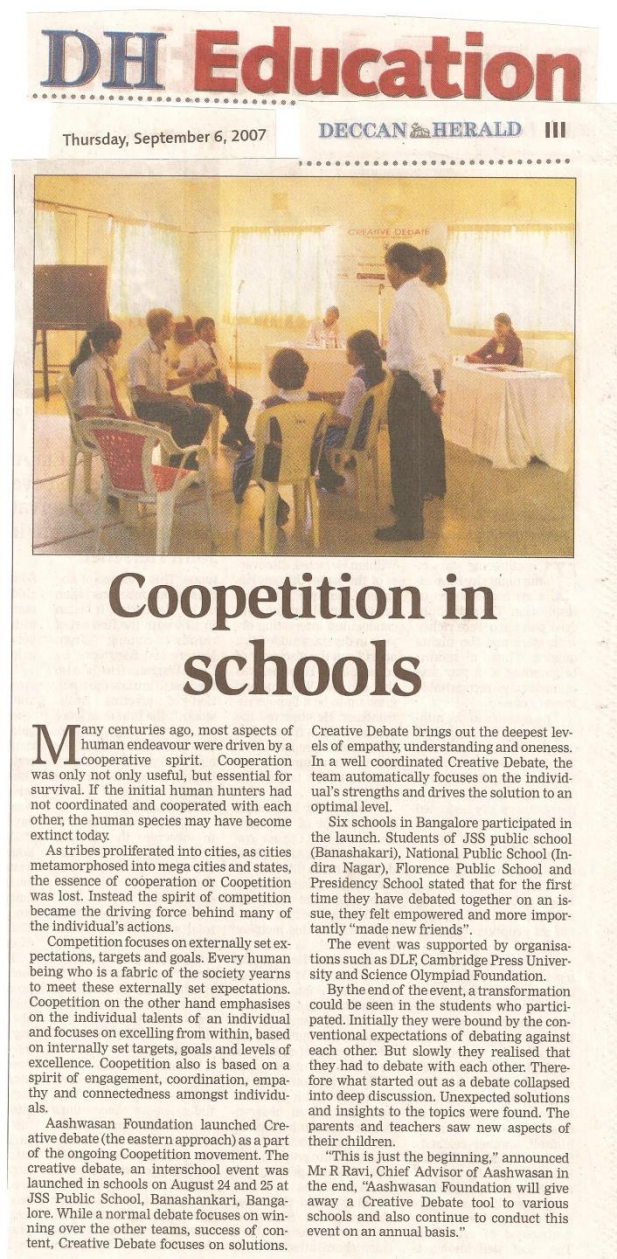 DH Education
Thursday, September 6, 2007
DECCAN HERALD III
CREATIVE DEBATE
Coopetition in
schools
Many centuries ago, most aspects of
human endeavour were driven by a
cooperative spirit. Cooperation
was only not only useful, but essential for
survival. If the initial human hunters had
not coordinated and cooperated with each
other, the human species may have become
extinct today.
As tribes proliferated into cities, as cities
metamorphosed into mega cities and states,
the essence of cooperation or Coopetition
was lost. Instead the spirit of competition
became the driving force behind many of
the individual's actions.
Competition focuses on externally set ex-
pectations, targets and goals. Every human
being who is a fabric of the society yearns
to meet these externally set expectations.
Coopetition on the other hand emphasises
on the individual talents of an individual
and focuses on excelling from within, based
on internally set targets, goals and levels of
excellence. Coopetition also is based on a
spirit of engagement, coordination, empa-
thy and connectedness amongst individu-
als.
Aashwasan Foundation launched Cre-
ative debate (the eastern approach) as a part
of the ongoing Coopetition movement. The
creative debate, an interschool event was
launched in schools on August 24 and 25 at
JSS Public School, Banashankari, Banga-
lore. While a normal debate focuses on win-
ning over the other teams, success of con-
tent, Creative Debate focuses on solutions.
Creative Debate brings out the deepest lev-
els of empathy, understanding and oneness.
In a well coordinated Creative Debate, the
team automatically focuses on the individ-
ual's strengths and drives the solution to an
optimal level.
Six schools in Bangalore participated in
the launch. Students of JSS public school
(Banashakari), National Public School (In-
dira Nagar), Florence Public School and
Presidency School stated that for the first
time they have debated together on an is-
sue, they felt empowered and more impor-
tantly "made new friends".
The event was supported by organisa-
tions such as DLF, Cambridge Press Univer-
sity and Science Olympiad Foundation.
By the end of the event, a transformation
could be seen in the students who partici-
pated. Initially they were bound by the con-
ventional expectations of debating against
each other. But slowly they realised that
they had to debate with each other. There-
fore what started out as a debate collapsed
into deep discussion. Unexpected solutions
and insights to the topics were found. The
parents and teachers saw new aspects of
their children.
"This is just the beginning," announced
Mr R Ravi, Chief Advisor of Aashwasan in
the end, "Aashwasan Foundation will give
away a Creative Debate tool to various
schools and also continue to conduct this
event on an annual basis."